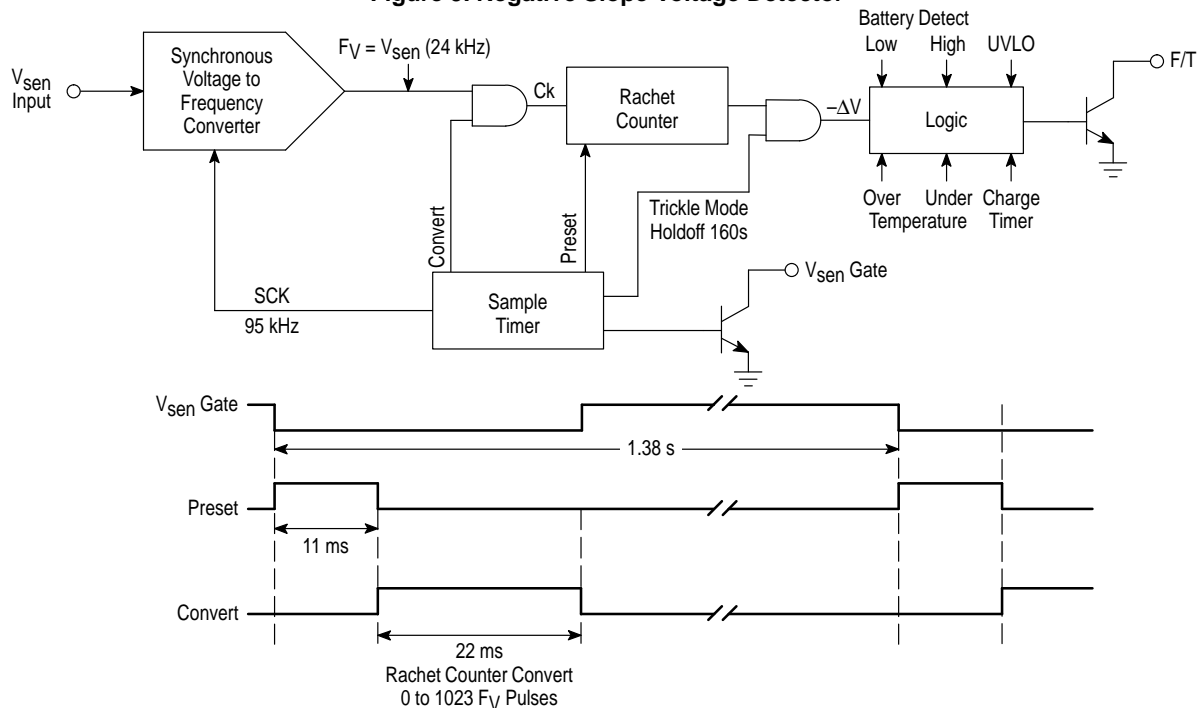 Figure 8. Negative Slope Voltage Detector
Battery Detect
Low High UVLO
F/T
Vsen
Input
Synchronous
Voltage to
Frequency
Converter
FV = Vsen (24 kHz)
Ck
Rachet
Counter
–ΔV
Logic
Over
Under
Temperature
Charge
Timer
Convert
Preset
Trickle Mode
Holdoff 160s
Vsen Gate
SCK
95 kHz
Sample
Timer
Vsen Gate
1.38 s
Preset
11 ms
Convert
22 ms
Rachet Counter Convert
0 to 1023 FV Pulses